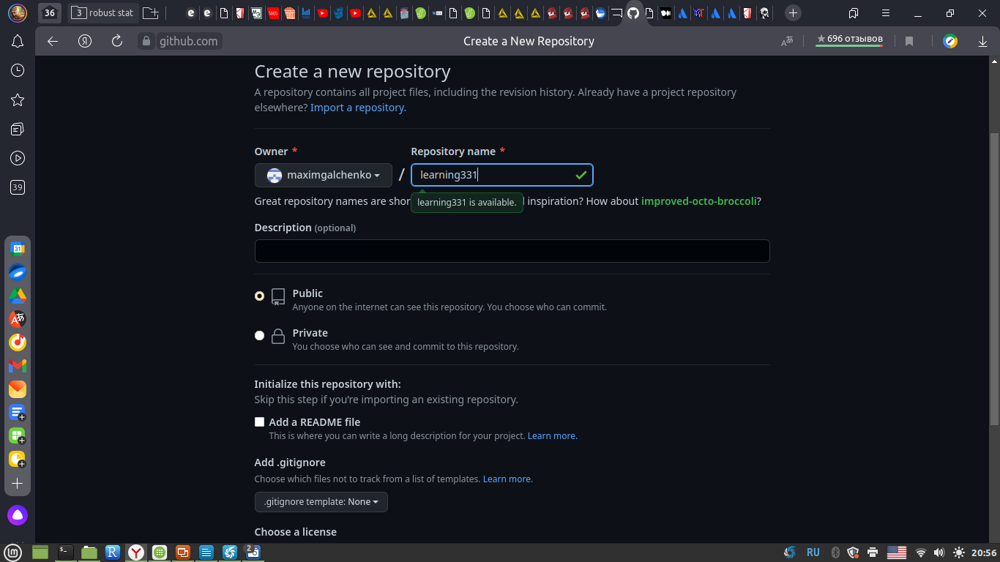 36
3 robust stat
github.com
Create a New Repository
696 отзывов
Create a new repository
A repository contains all project files, including the revision history. Already have a project repository
elsewhere? Import a repository.
Owner *
Repository name *
maximgalchenko
/
learning331
Great repository names are shor
learning331 is available.
inspiration? How about improved-octo-broccoli?
Description (optional)
Public
Anyone on the internet can see this repository. You choose who can commit.
Private
You choose who can see and commit to this repository.
Initialize this repository with:
Skip this step if you’re importing an existing repository.
Add a README file
This is where you can write a long description for your project. Learn more.
Add .gitignore
Choose which files not to track from a list of templates. Learn more.
.gitignore template: None
Choose a license
39
31
RU
20:56